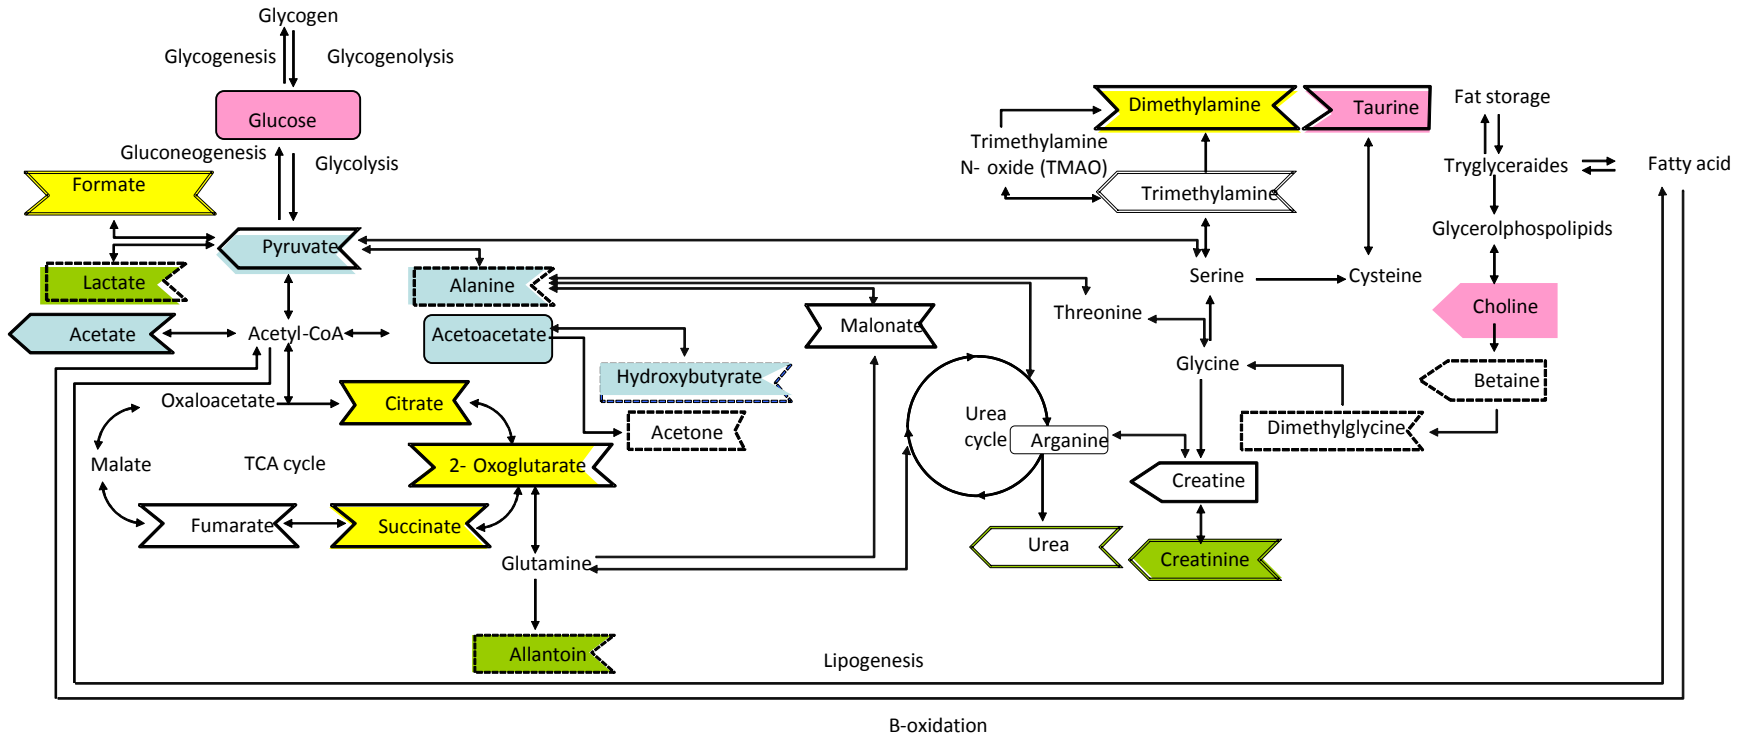 Glycogen
Glycogenesis
Glycogenolysis
Glucose
Gluconeogenesis
Glycolysis
Formate
Pyruvate
Lactate
Alanine
Acetate
Acetyl-CoA
Acetoacetate
Hydroxybutyrate
Acetone
Malonate
Oxaloacetate
Citrate
Malate
TCA cycle
2- Oxoglutarate
Fumarate
Succinate
Glutamine
Allantoin
Urea
cycle
Arganine
Urea
Dimethylamine
Taurine
Trimethylamine
N- oxide (TMAO)
Trimethylamine
Serine
Cysteine
Threonine
Glycine
Dimethylglycine
Creatine
Creatinine
Fat storage
Tryglyceraides
Fatty acid
Glycerolphospolipids
Choline
Betaine
Lipogenesis
B-oxidation